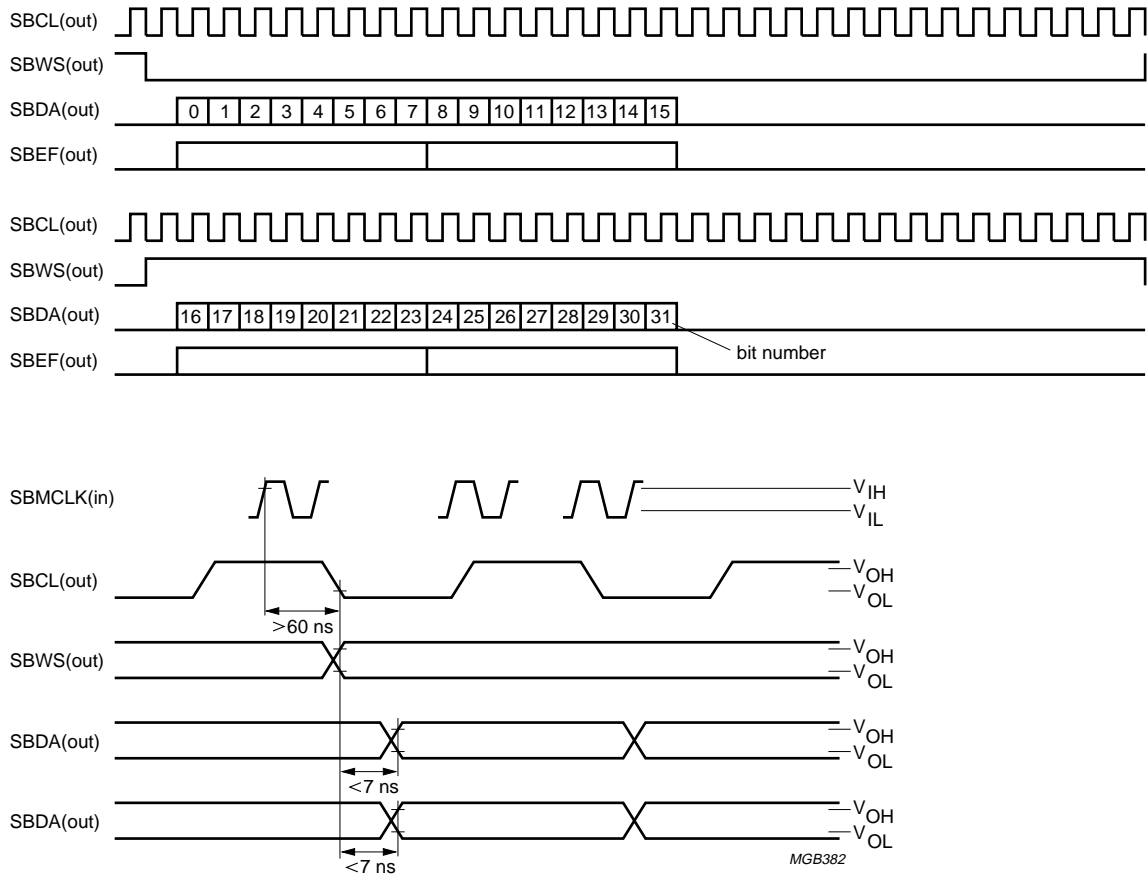 SBCL(out)
SBWS(out)
SBDA(out) 0 1 2 3 4 5 6 7 8 9 10 11 12 13 14 15
SBEF(out)
SBCL(out)
SBWS(out)
SBDA(out) 16 17 18 19 20 21 22 23 24 25 26 27 28 29 30 31
bit number
SBEF(out)
SBMCLK(in) VIH
VIL
SBCL(out) VOH
VOL
>60 ns
SBWS(out) VOH
VOL
SBDA(out) VOH
VOL
<7 ns
SBDA(out) VOH
VOL
<7 ns
MGB382